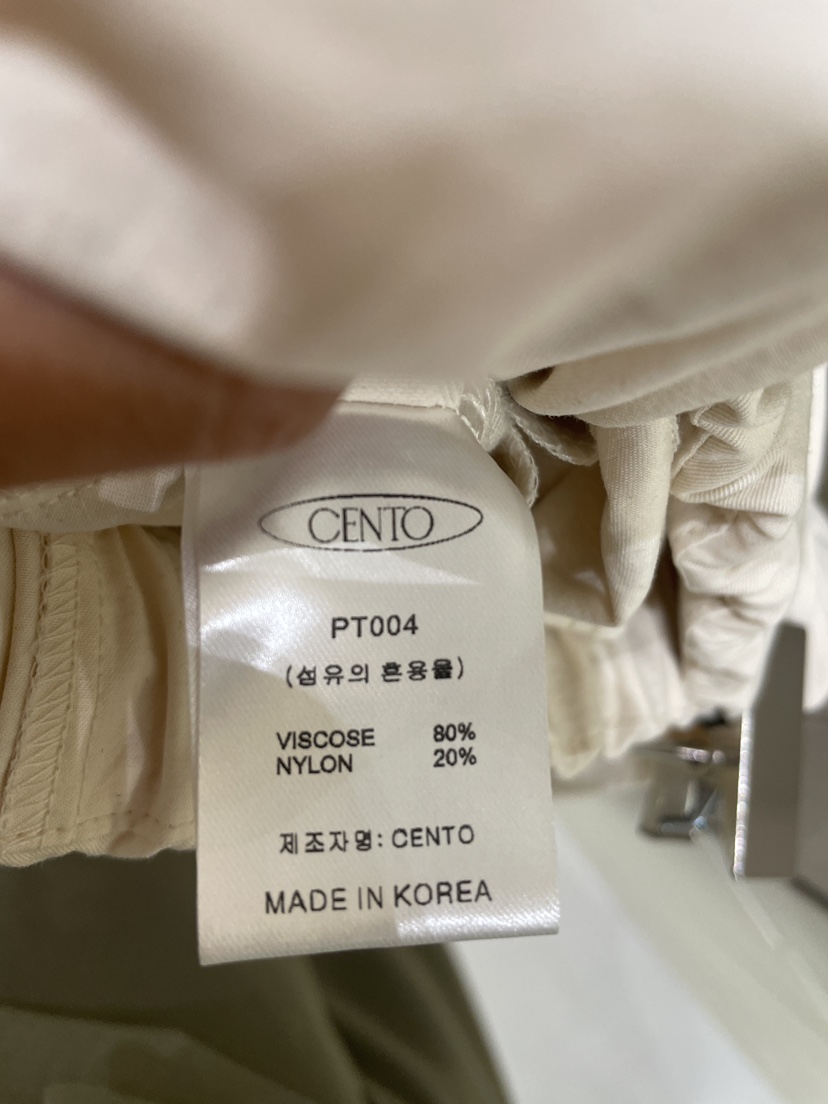 CENTO
PT004
(섬유의 혼용율)
VISCOSE 80%
NYLON 20%
제조자명: CENTO
MADE IN KOREA